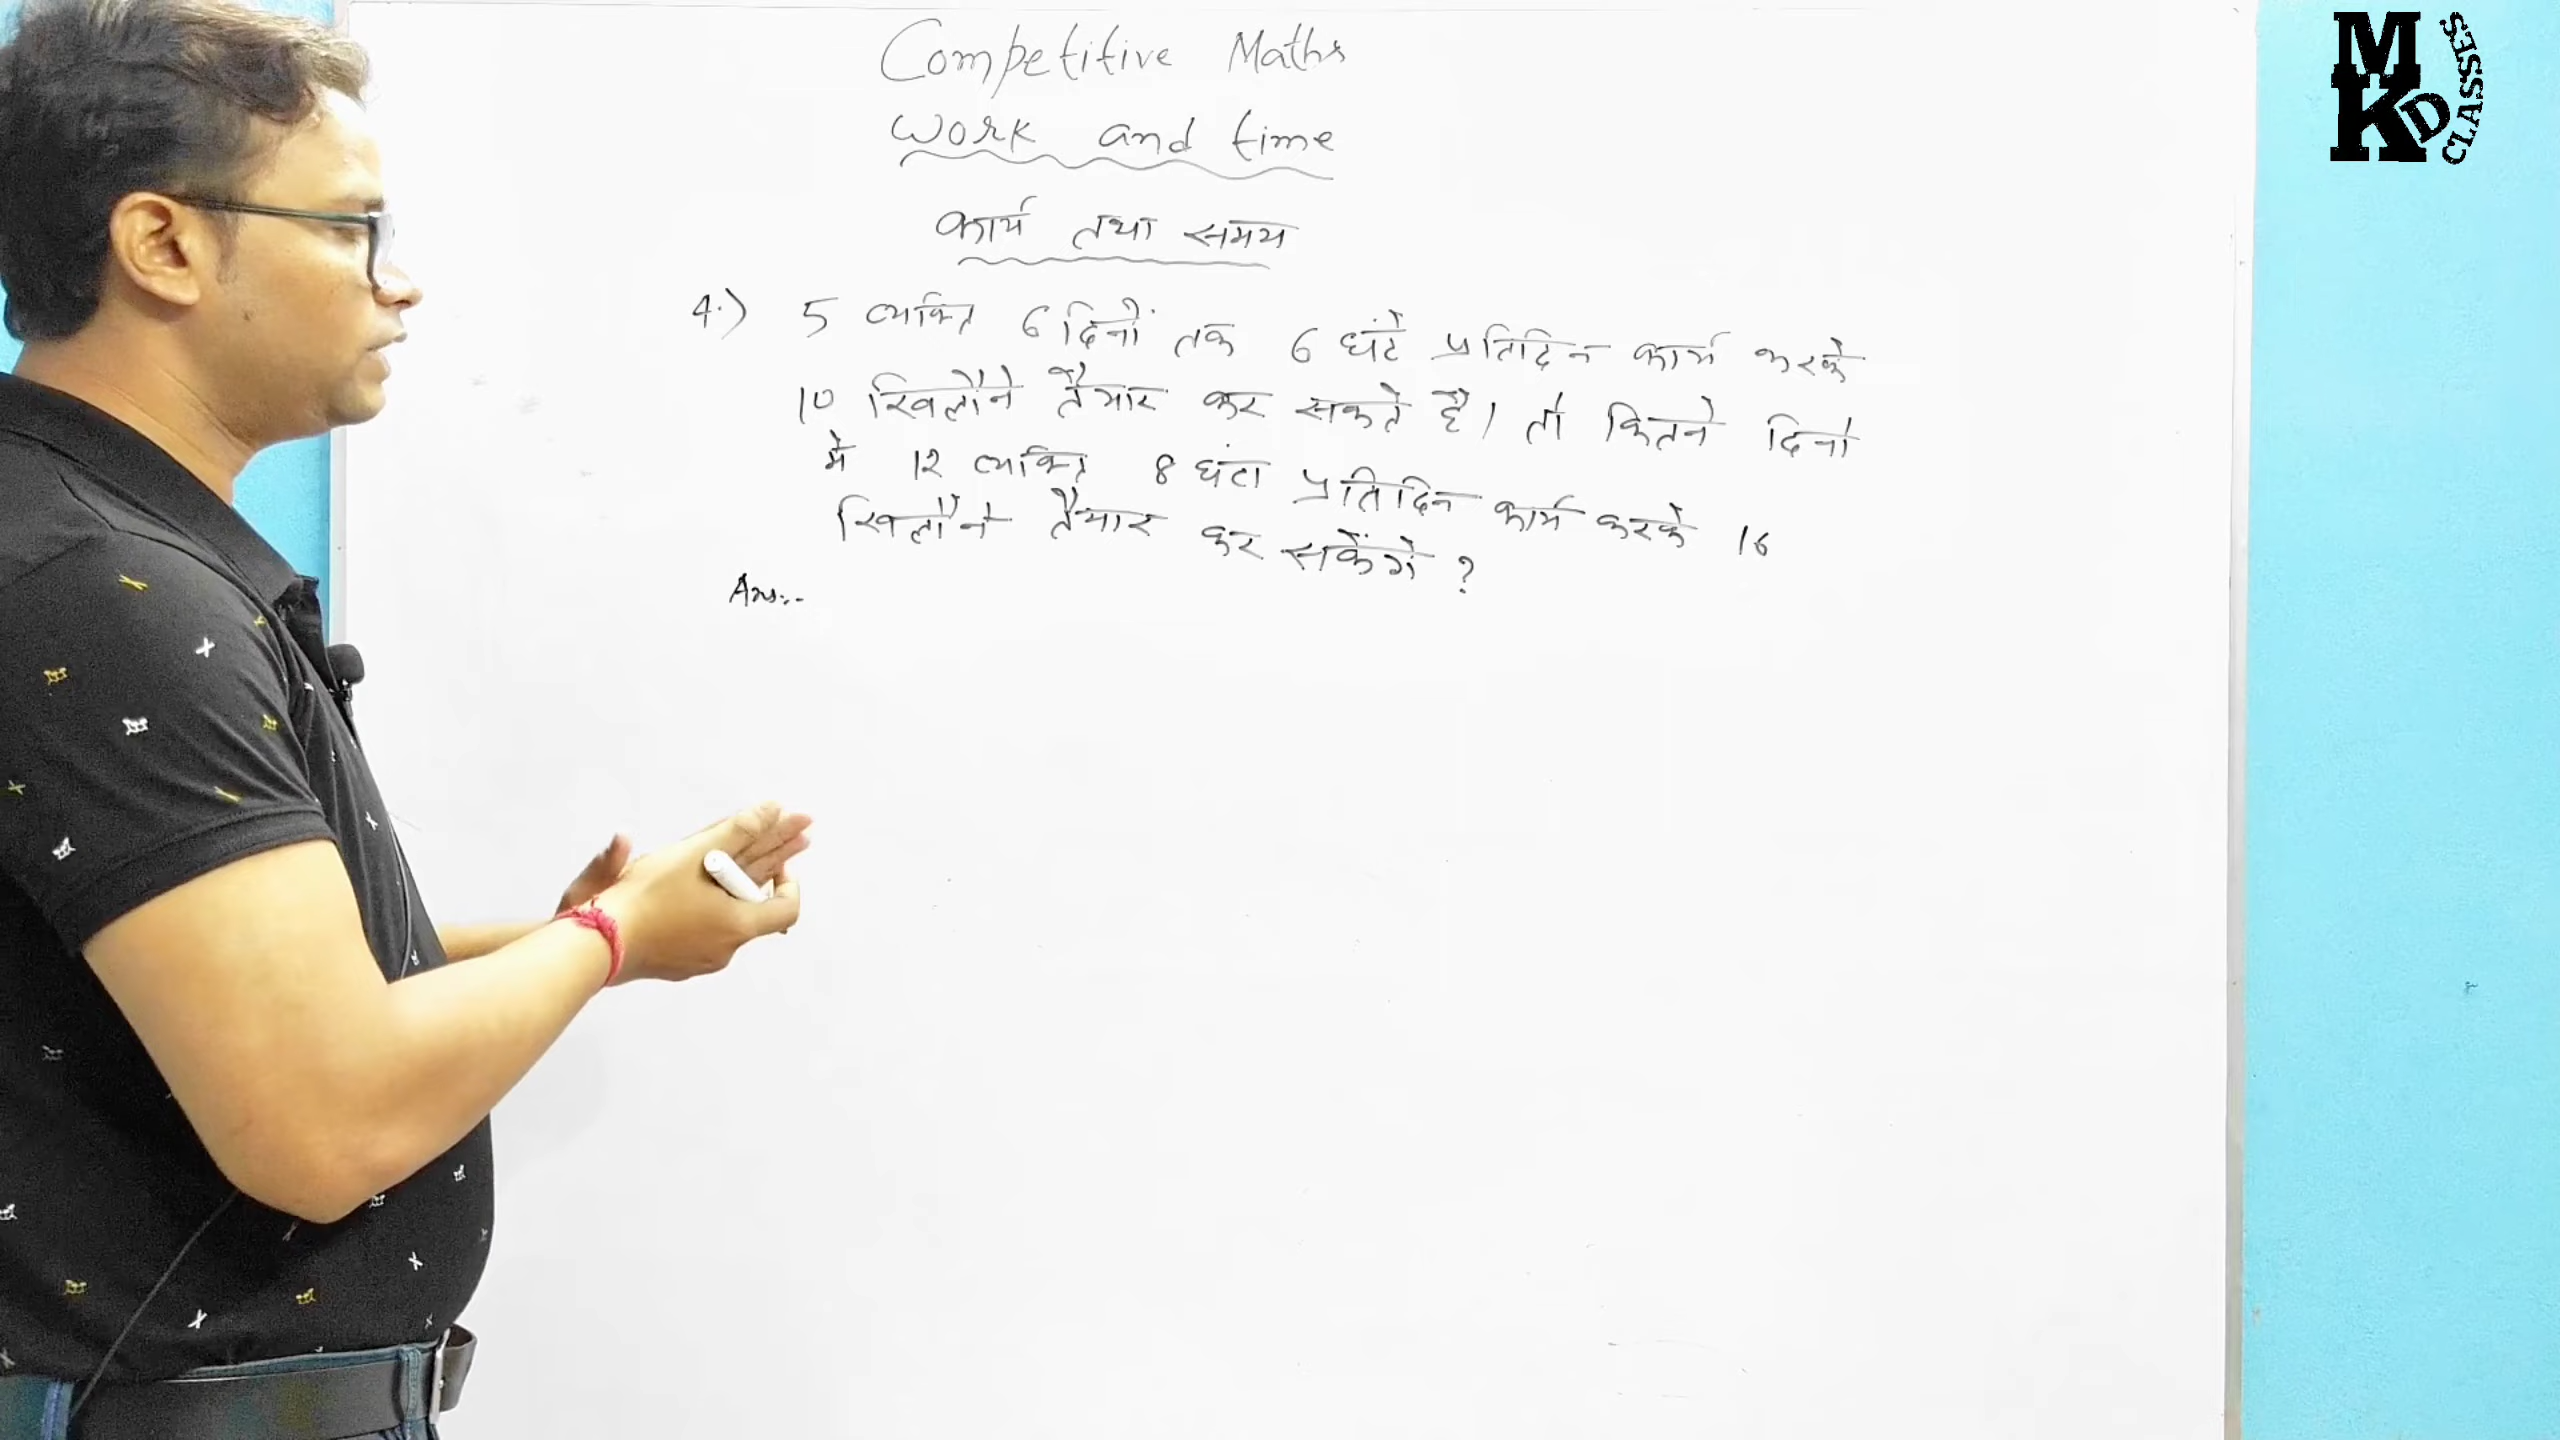 Competitive Maths
Work and time
कार्य तथा समय
4.) 5 व्यक्ति 6 दिनों तक 6 घंटे प्रतिदिन कार्य करके
10 खिलौने तैयार कर सकते है। तो कितने दिनो
मे 12 व्यक्ति 8 घंटा प्रतिदिन कार्य करके 16
खिलौने तैयार कर सकेंगे ?
Ans:-
MKD CLASSES